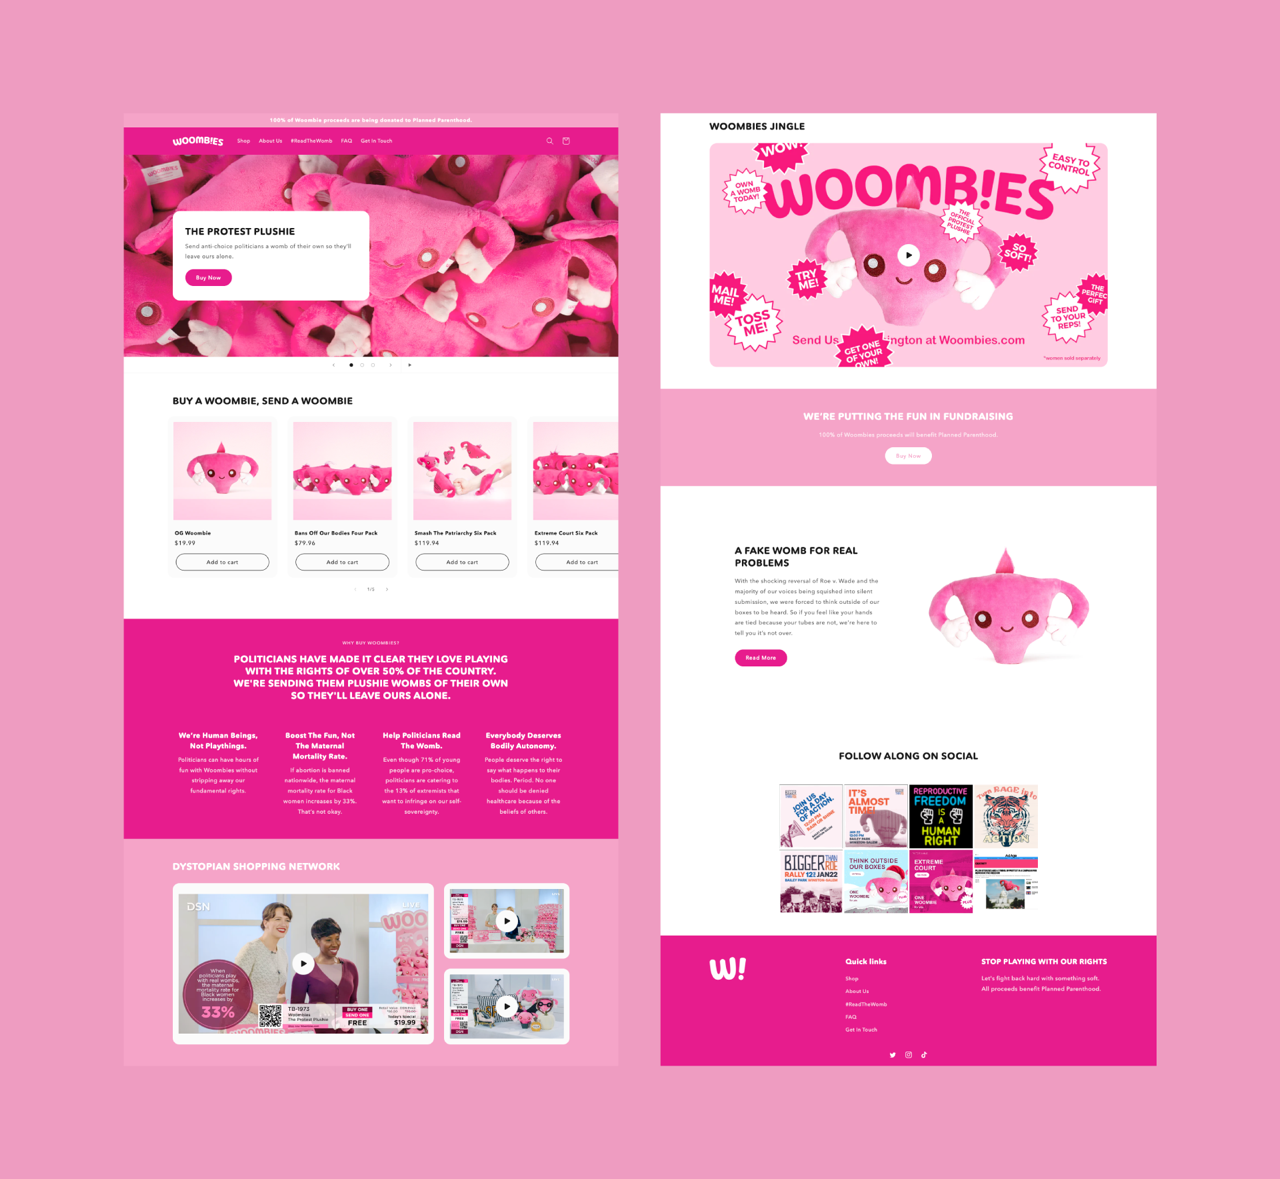 100% of Woombie proceeds are being donated to Planned Parenthood.
WOOMB!ES
Shop
About Us
#ReadTheWomb
FAQ
Get In Touch
THE PROTEST PLUSHIE
Send anti-choice politicians a womb of their own so they'll
leave ours alone.
Buy Now
BUY A WOOMBIE, SEND A WOOMBIE
OG Woombie
$19.99
Add to cart
Bans Off Our Bodies Four Pack
$79.96
Add to cart
Smash The Patriarchy Six Pack
$119.94
Add to cart
Extreme Court Six Pack
$119.94
Add to cart
WHY BUY WOOMBIES?
POLITICIANS HAVE MADE IT CLEAR THEY LOVE PLAYING
WITH THE RIGHTS OF OVER 50% OF THE COUNTRY.
WE'RE SENDING THEM PLUSHIE WOMBS OF THEIR OWN
SO THEY'LL LEAVE OURS ALONE.
We're Human Beings,
Not Playthings.
Politicians can have hours of
fun with Woombies without
stripping away our
fundamental rights.
Boost The Fun, Not
The Maternal
Mortality Rate.
If abortion is banned
nationwide, the maternal
mortality rate for Black
women increases by 33%.
That's not okay.
Help Politicians Read
The Womb.
Even though 71% of young
people are pro-choice,
politicians are catering to
the 13% of extremists that
want to infringe on our self-
sovereignty.
Everybody Deserves
Bodily Autonomy.
People deserve the right to
say what happens to their
bodies. Period. No one
should be denied
healthcare because of the
beliefs of others.
DYSTOPIAN SHOPPING NETWORK
DSN
LIVE
WOO
When
politicians play
with real wombs,
the maternal
mortality rate for
Black women
increases by
33%
TB-1973
Woombies
The Protest Plushie
BUY ONE
SEND ONE
FREE
Today's Special
$19.99
WOOMBIES JINGLE
WOW!
OWN
A WOMB
TODAY!
WOOMB!ES
EASY TO
CONTROL
THE
OFFICIAL
PROTEST
PLUSHIE
SO
SOFT!
TRY
ME!
MAIL
ME!
TOSS
ME!
THE
PERFEC
GIFT
SEND
TO YOUR
REPS!
Send Us
ngton at Woombies.com
GET ONE
OF YOUR
OWN!
*women sold separately
WE'RE PUTTING THE FUN IN FUNDRAISING
100% of Woombies proceeds will benefit Planned Parenthood.
Buy Now
A FAKE WOMB FOR REAL
PROBLEMS
With the shocking reversal of Roe v. Wade and the
majority of our voices being squished into silent
submission, we were forced to think outside of our
boxes to be heard. So if you feel like your hands
are tied because your tubes are not, we're here to
tell you it's not over.
Read More
FOLLOW ALONG ON SOCIAL
JOIN US
FOR A DAY
OF ACTION.
IT'S
ALMOST
TIME!
REPRODUCTIVE
FREEDOM
IS
A
HUMAN
RIGHT
Turn RAGE into
ACTION
BIGGER THAN
ROE
RALLY 122 JAN22
THINK OUTSIDE
OUR BOXES
ONE
WOOMBIE
EXTREME
COURT
ONE
WOOMBIE
W!
Quick links
Shop
About Us
#ReadTheWomb
FAQ
Get In Touch
STOP PLAYING WITH OUR RIGHTS
Let's fight back hard with something soft.
All proceeds benefit Planned Parenthood.